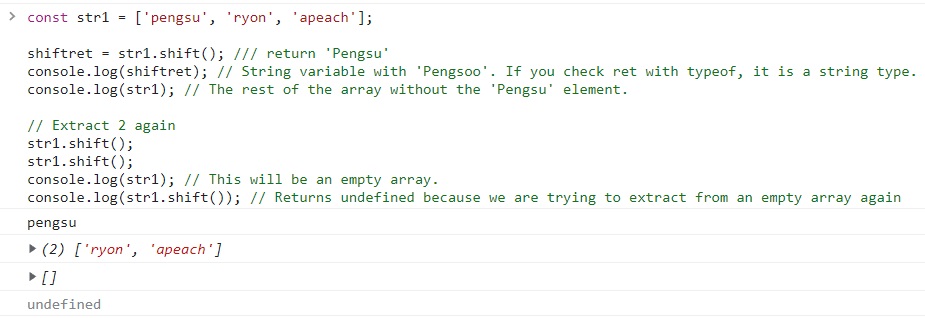 const str1 = ['pengsu', 'ryon', 'apeach'];
shiftret = str1.shift(); /// return 'Pengsu'
console.log(shiftret); // String variable with 'Pengsoo'. If you check ret with typeof, it is a string type.
console.log(str1); // The rest of the array without the 'Pengsu' element.
// Extract 2 again
str1.shift();
str1.shift();
console.log(str1); // This will be an empty array.
console.log(str1.shift()); // Returns undefined because we are trying to extract from an empty array again
pengsu
(2) ['ryon', 'apeach']
[]
undefined